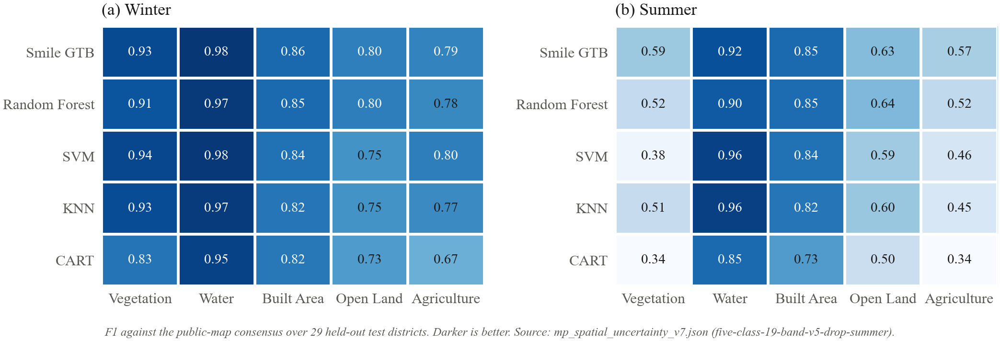 (a) Winter
Smile GTB 0.93 0.98 0.86 0.80 0.79
Random Forest 0.91 0.97 0.85 0.80 0.78
SVM 0.94 0.98 0.84 0.75 0.80
KNN 0.93 0.97 0.82 0.75 0.77
CART 0.83 0.95 0.82 0.73 0.67
Vegetation Water Built Area Open Land Agriculture
(b) Summer
Smile GTB 0.59 0.92 0.85 0.63 0.57
Random Forest 0.52 0.90 0.85 0.64 0.52
SVM 0.38 0.96 0.84 0.59 0.46
KNN 0.51 0.96 0.82 0.60 0.45
CART 0.34 0.85 0.73 0.50 0.34
Vegetation Water Built Area Open Land Agriculture
F1 against the public-map consensus over 29 held-out test districts. Darker is better. Source: mp_spatial_uncertainty_v7.json (five-class-19-band-v5-drop-summer).